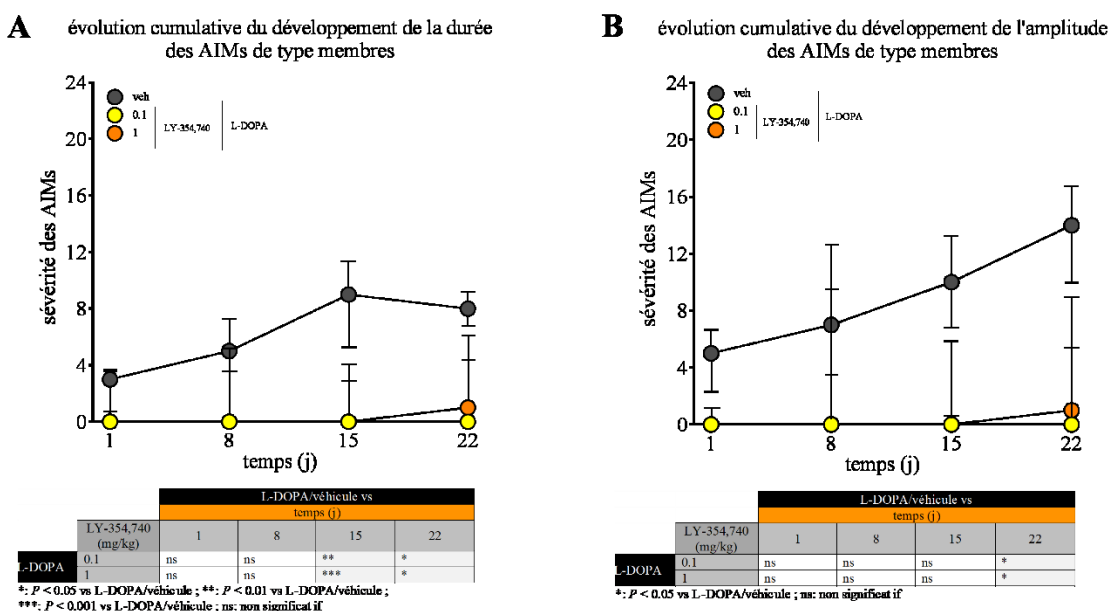 A
évolution cumulative du développement de la durée
des AIMs de type membres
24
20
16
12
8
4
0
sévérité des AIMs
veh
0.1
1
LY-354,740
L-DOPA
1 8 15 22
temps (j)
L-DOPA/véhicule vs
temps (j)
LY-354,740
(mg/kg)
1 8 15 22
L-DOPA
0.1 ns ns ** *
1 ns ns *** *
*: P < 0.05 vs L-DOPA/véhicule ; **: P < 0.01 vs L-DOPA/véhicule ;
***: P < 0.001 vs L-DOPA/véhicule ; ns: non significat if
B
évolution cumulative du développement de l'amplitude
des AIMs de type membres
24
20
16
12
8
4
0
sévérité des AIMs
veh
0.1
1
LY-354,740
L-DOPA
1 8 15 22
temps (j)
L-DOPA/véhicule vs
temps (j)
LY-354,740
(mg/kg)
1 8 15 22
L-DOPA
0.1 ns ns ns *
1 ns ns ns *
*: P < 0.05 vs L-DOPA/véhicule ; ns: non significat if